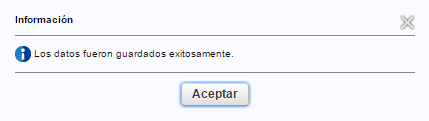 Información
Los datos fueron guardados exitosamente.
Aceptar